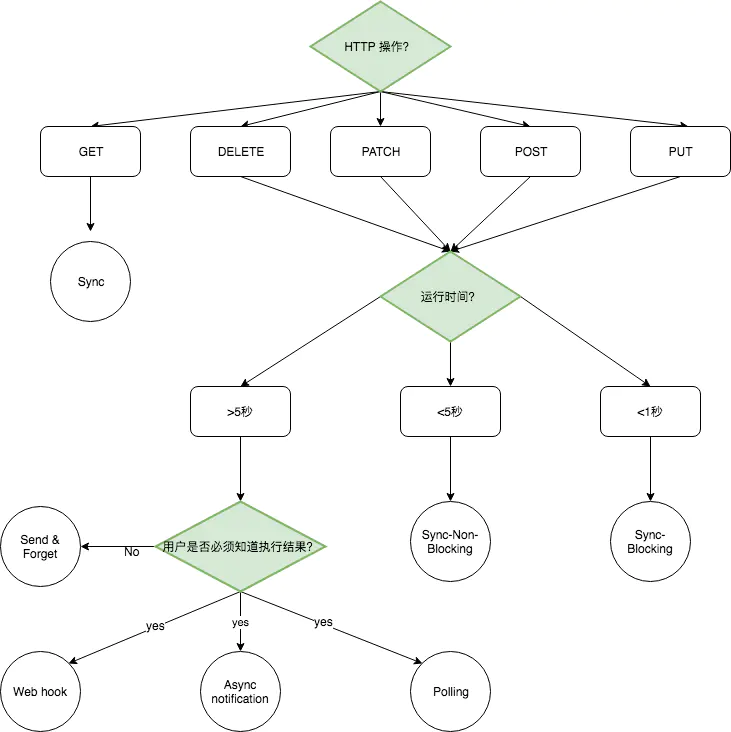 HTTP 操作?
GET
DELETE
PATCH
POST
PUT
Sync
运行时间?
>5秒
<5秒
<1秒
Send &
Forget
No
用户是否必须知道执行结果?
Sync-Non-
Blocking
Sync-
Blocking
yes
yes
yes
Web hook
Async
notification
Polling